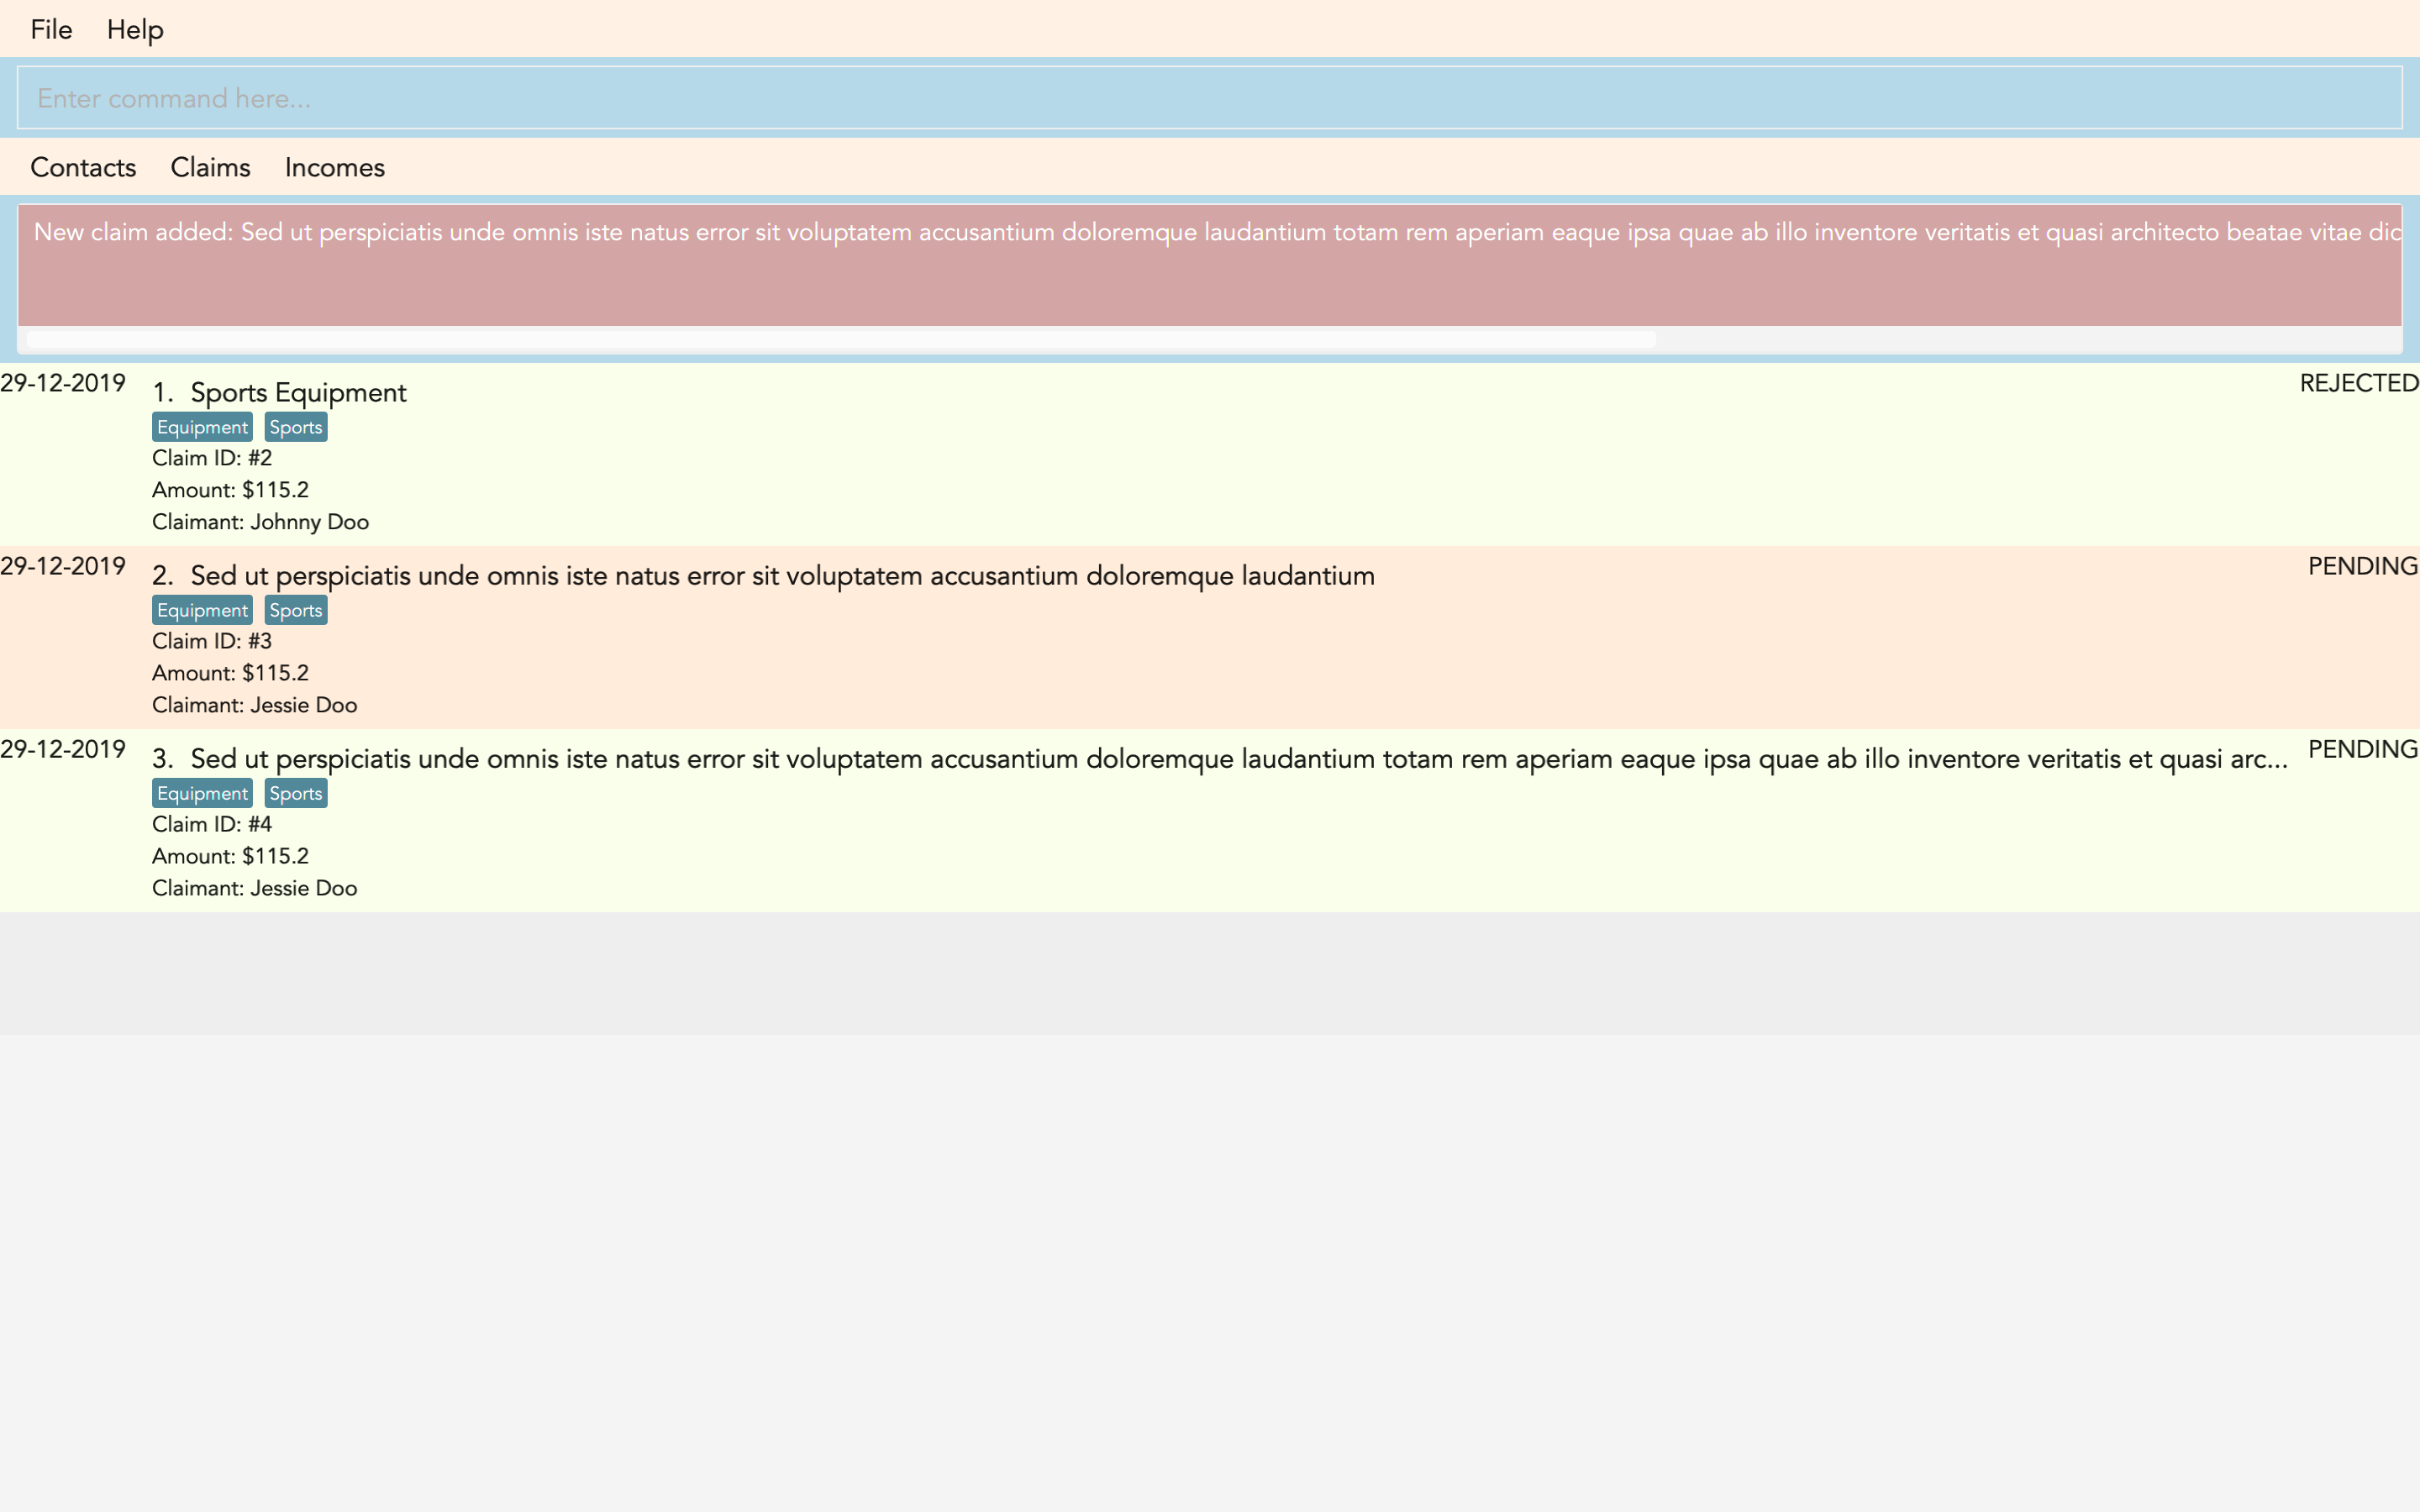 File Help
Enter command here...
Contacts Claims Incomes
New claim added: Sed ut perspiciatis unde omnis iste natus error sit voluptatem accusantium doloremque laudantium totam rem aperiam eaque ipsa quae ab illo inventore veritatis et quasi architecto beatae vitae dic
29-12-2019 1. Sports Equipment REJECTED
Equipment Sports
Claim ID: #2
Amount: $115.2
Claimant: Johnny Doo
29-12-2019 2. Sed ut perspiciatis unde omnis iste natus error sit voluptatem accusantium doloremque laudantium PENDING
Equipment Sports
Claim ID: #3
Amount: $115.2
Claimant: Jessie Doo
29-12-2019 3. Sed ut perspiciatis unde omnis iste natus error sit voluptatem accusantium doloremque laudantium totam rem aperiam eaque ipsa quae ab illo inventore veritatis et quasi arc... PENDING
Equipment Sports
Claim ID: #4
Amount: $115.2
Claimant: Jessie Doo